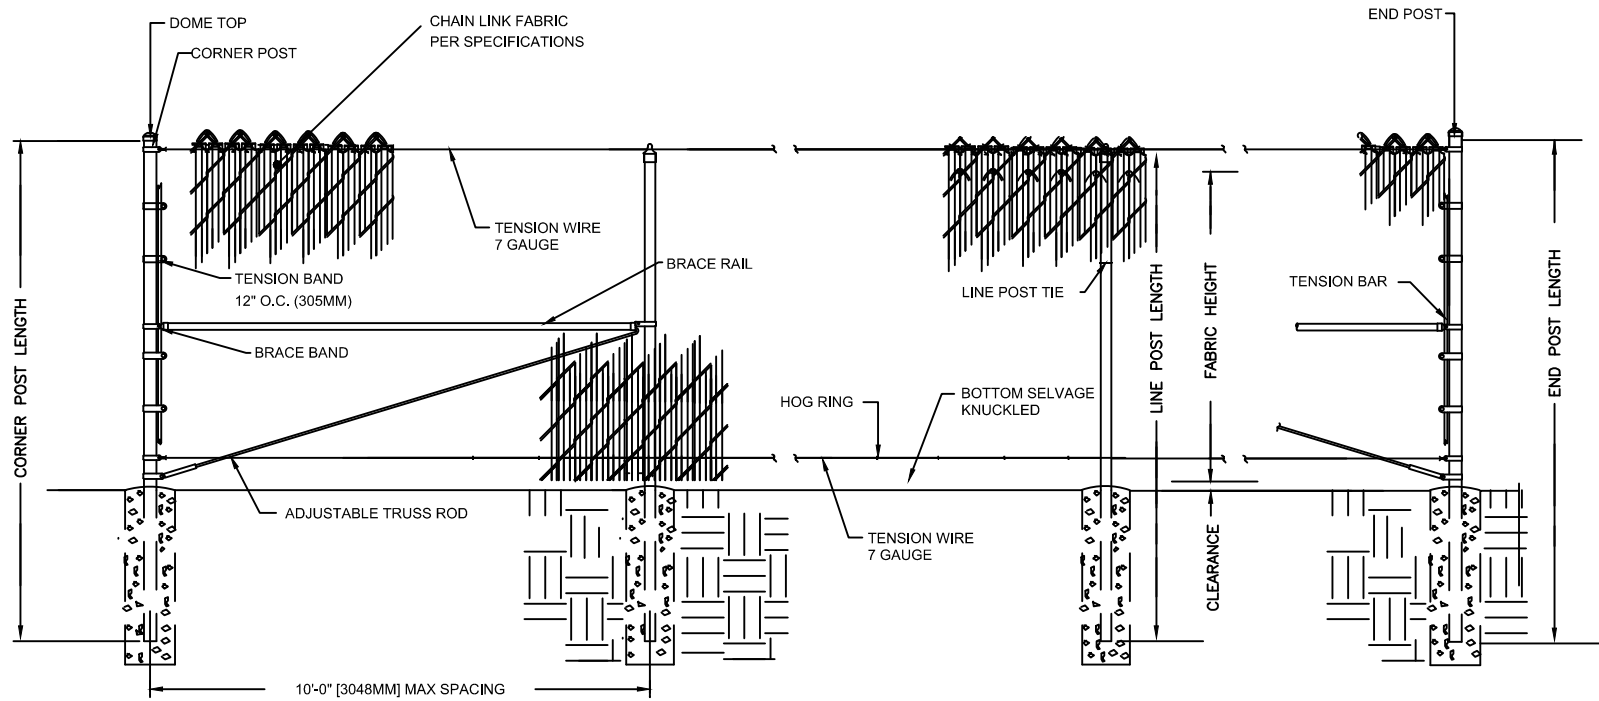 DOME TOP
CORNER POST
CHAIN LINK FABRIC
PER SPECIFICATIONS
END POST
TENSION WIRE
7 GAUGE
BRACE RAIL
TENSION BAND
12" O.C. (305MM)
LINE POST TIE
TENSION BAR
BRACE BAND
HOG RING
BOTTOM SELVAGE
KNUCKLED
ADJUSTABLE TRUSS ROD
TENSION WIRE
7 GAUGE
CORNER POST LENGTH
LINE POST LENGTH
FABRIC HEIGHT
CLEARANCE
END POST LENGTH
10'-0" [3048MM] MAX SPACING